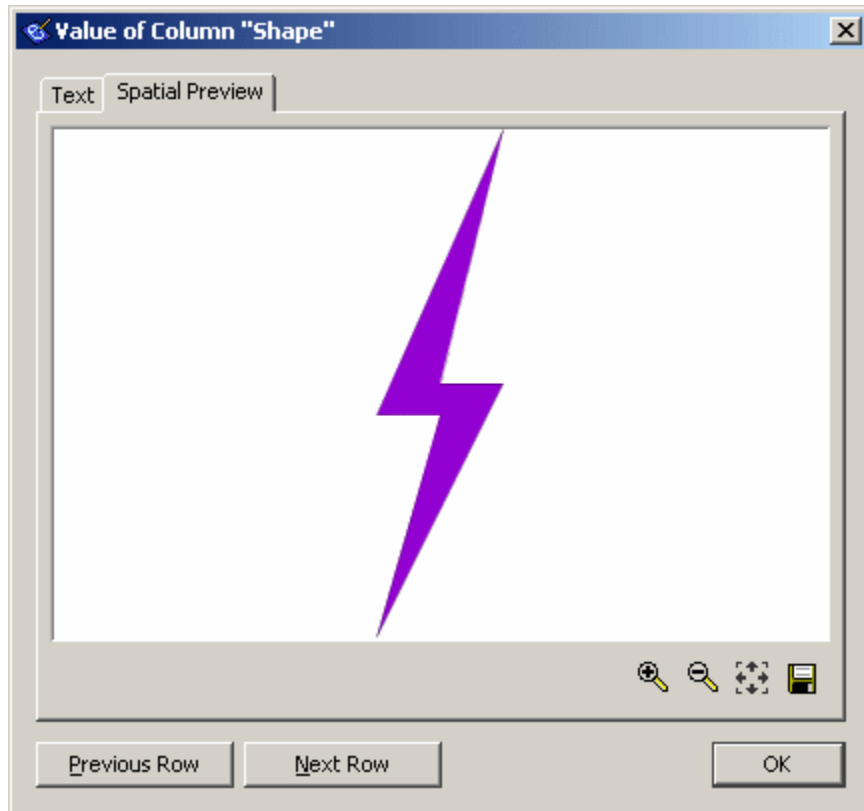 Value of Column "Shape"
Text Spatial Preview
Previous Row Next Row OK